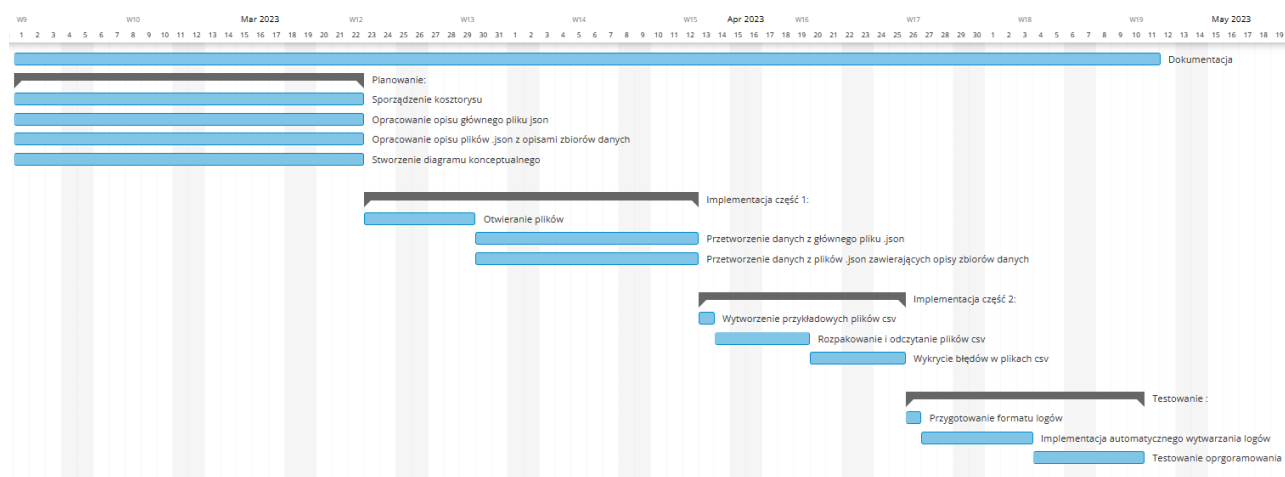 W9 W10 Mar 2023 W12 W13 W14 W15 Apr 2023 W16 W17 W18 W19 May 2023
1 2 3 4 5 6 7 8 9 10 11 12 13 14 15 16 17 18 19 20 21 22 23 24 25 26 27 28 29 30 31 1 2 3 4 5 6 7 8 9 10 11 12 13 14 15 16 17 18 19 20 21 22 23 24 25 26 27 28 29 30 1 2 3 4 5 6 7 8 9 10 11 12 13 14 15 16 17 18 19
Dokumentacja
Planowanie:
Sporządzenie kosztorysu
Opracowanie opisu głównego pliku json
Opracowanie opisu plików .json z opisami zbiorów danych
Stworzenie diagramu konceptualnego
Implementacja część 1:
Otwieranie plików
Przetworzenie danych z głównego pliku .json
Przetworzenie danych z plików .json zawierających opisy zbiorów danych
Implementacja część 2:
Wytworzenie przykładowych plików csv
Rozpakowanie i odczytanie plików csv
Wykrycie błędów w plikach csv
Testowanie :
Przygotowanie formatu logów
Implementacja automatycznego wytwarzania logów
Testowanie oprgoramowania